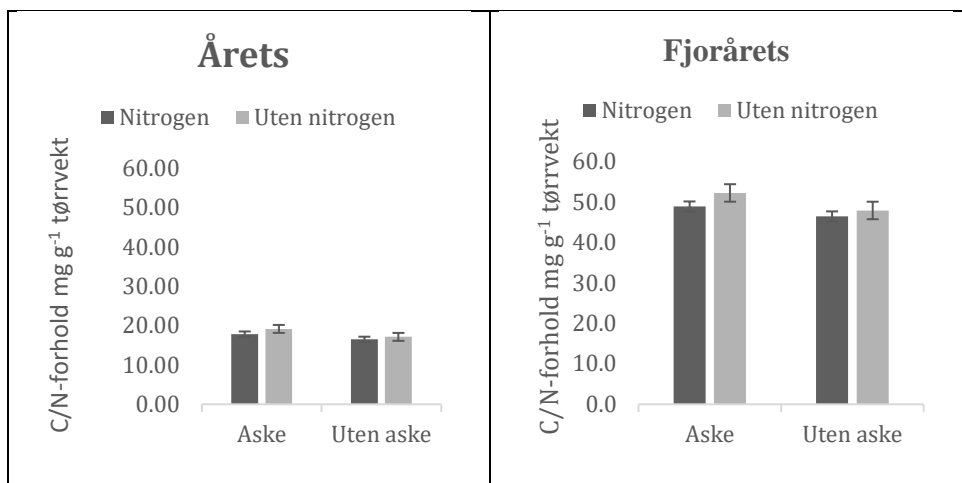 Årets
Nitrogen Uten nitrogen
C/N-forhold mg g⁻¹ tørrvekt
60.00
50.00
40.00
30.00
20.00
10.00
0.00
Aske Uten aske
Fjorårets
Nitrogen Uten nitrogen
C/N-forhold mg g⁻¹ tørrvekt
60.0
50.0
40.0
30.0
20.0
10.0
0.0
Aske Uten aske